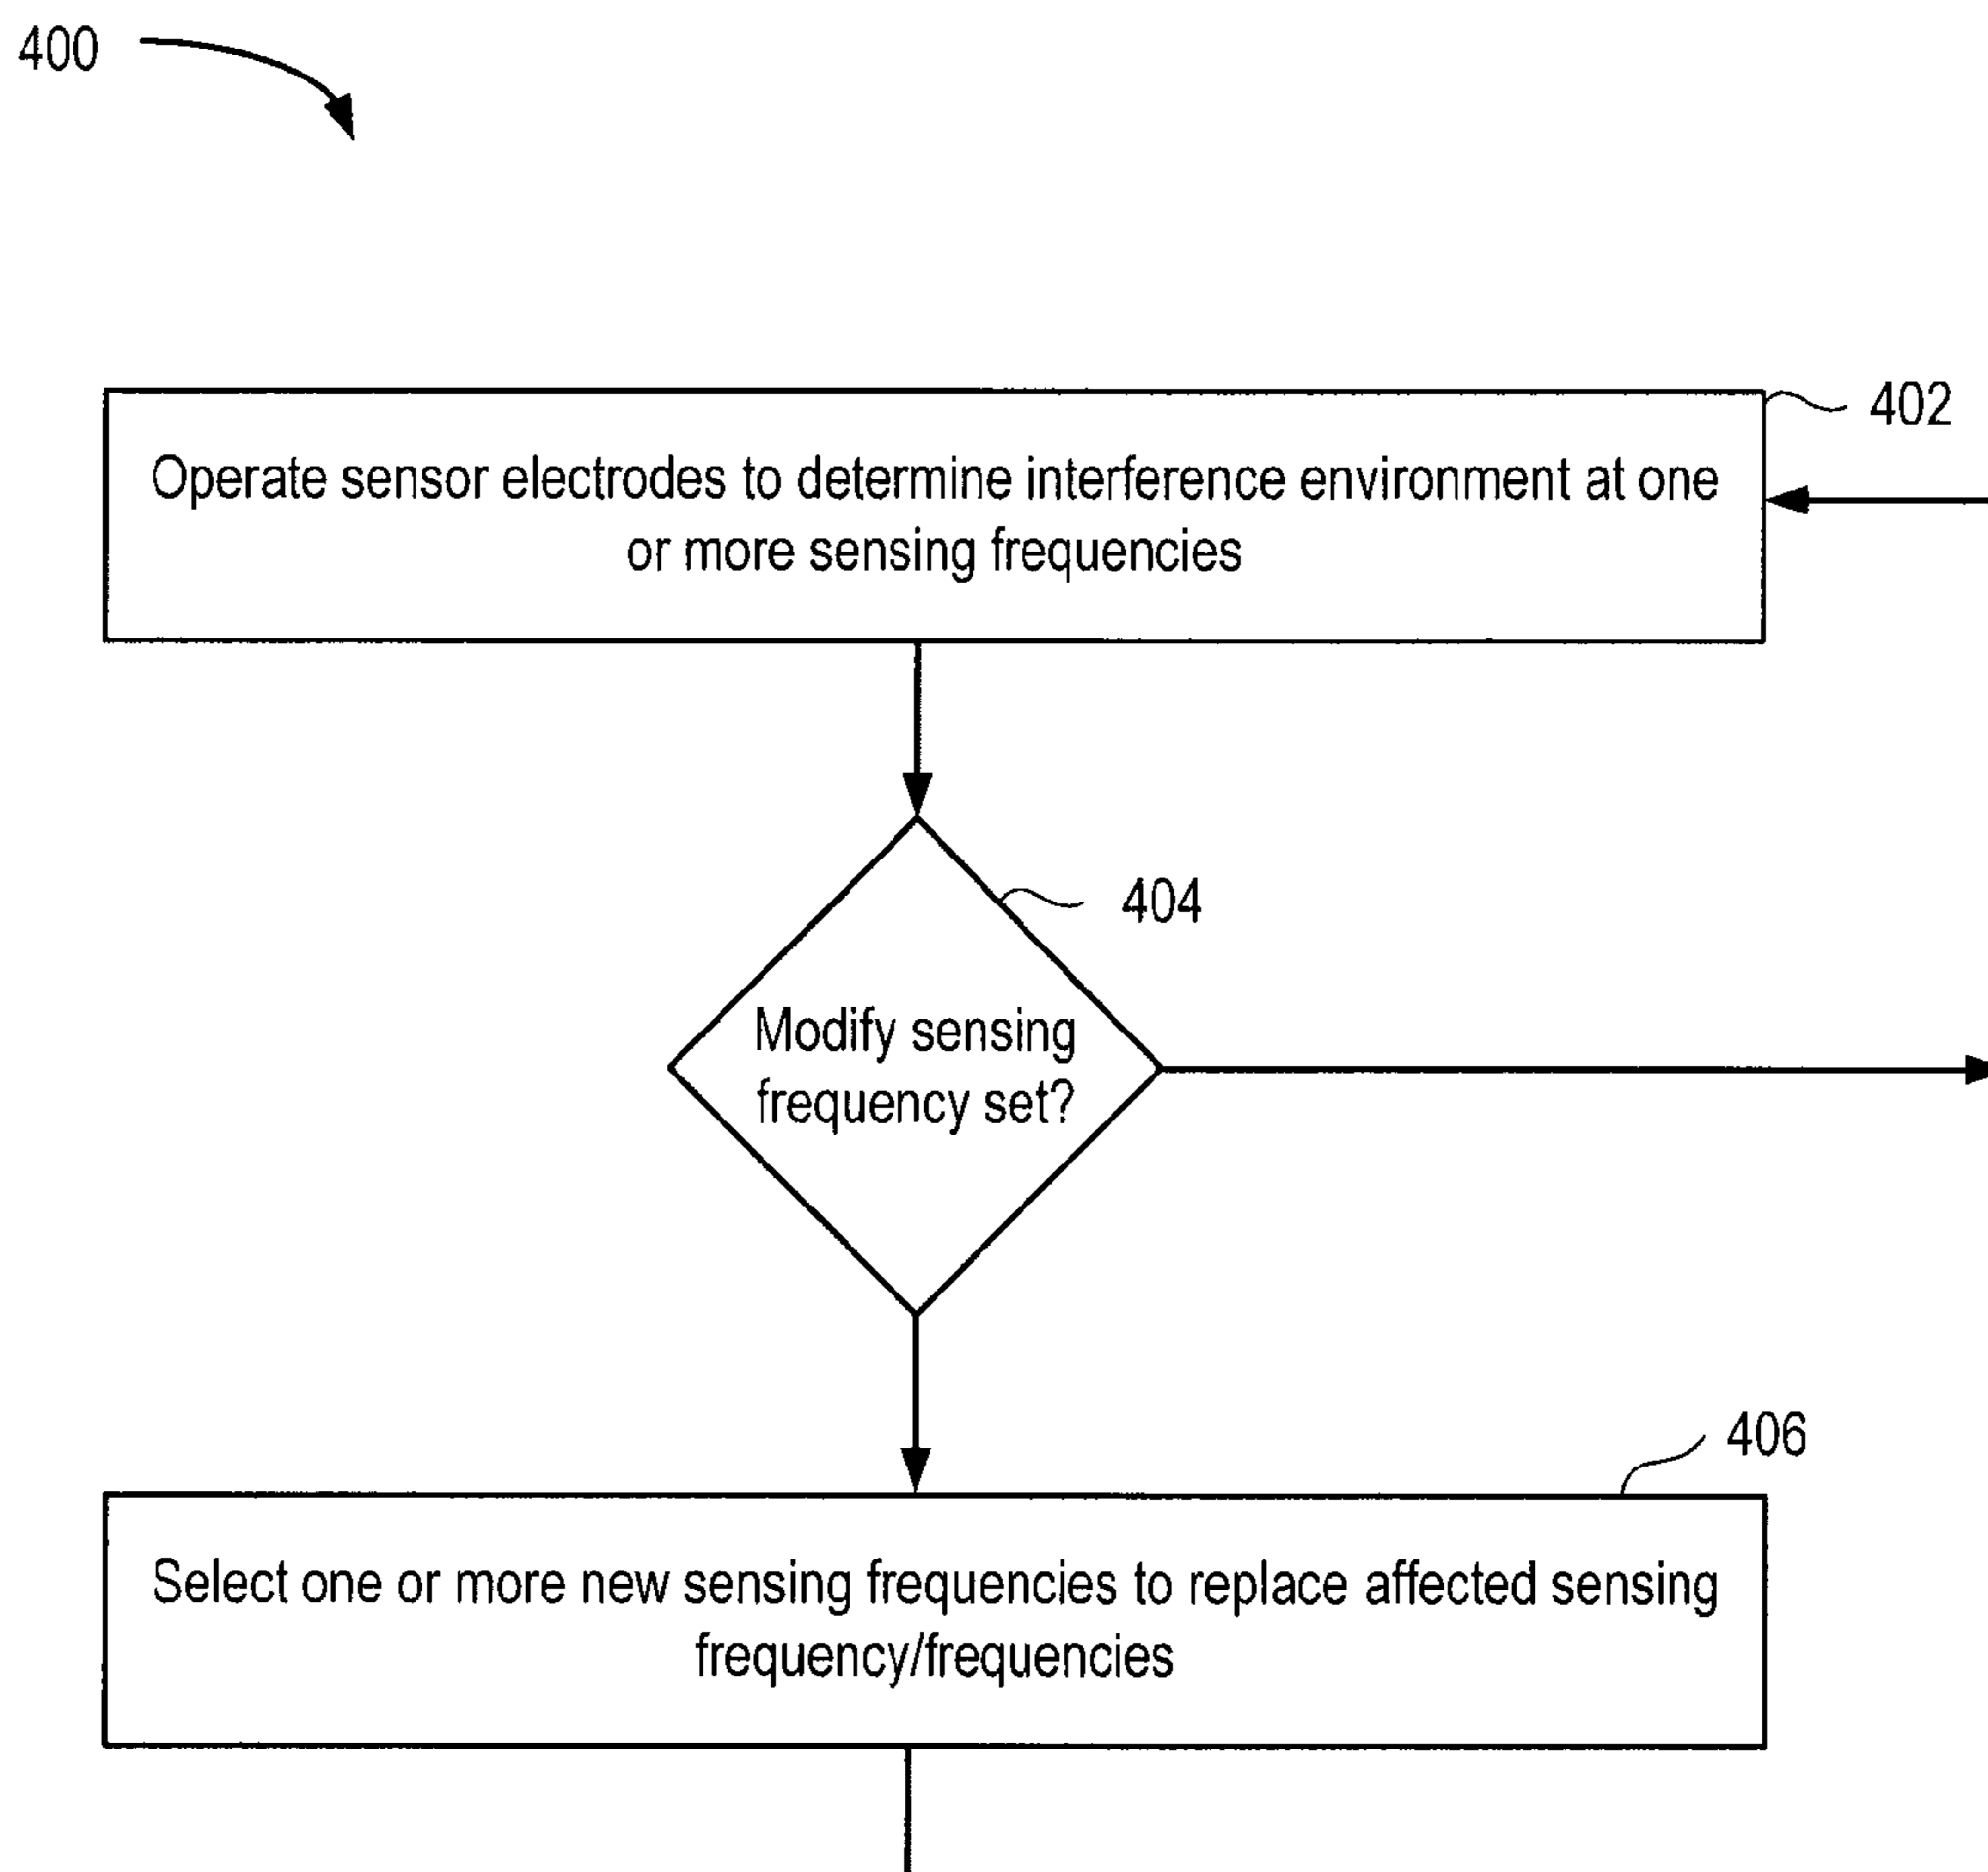 400
402
Operate sensor electrodes to determine interference environment at one
or more sensing frequencies
404
Modify sensing
frequency set?
406
Select one or more new sensing frequencies to replace affected sensing
frequency/frequencies